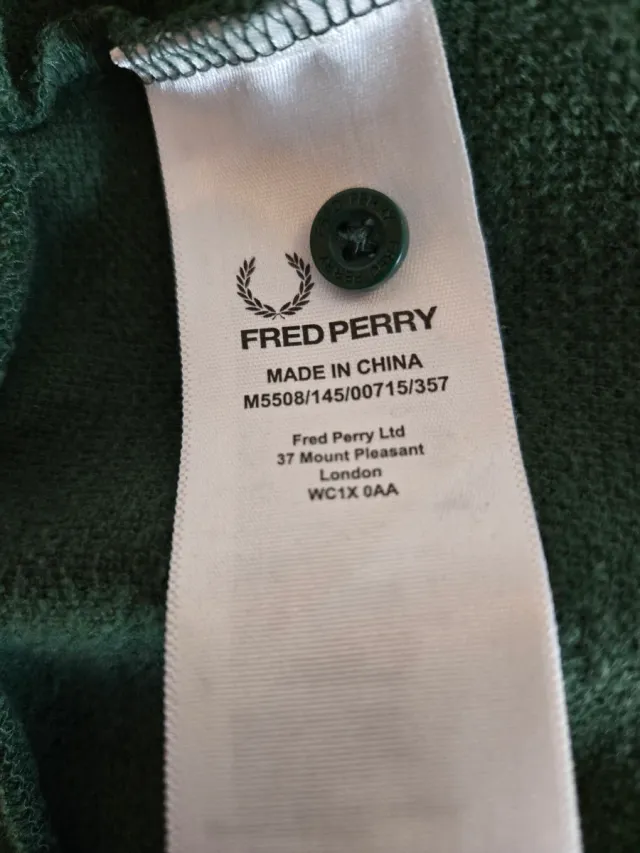 FRED PERRY
MADE IN CHINA
M5508/145/00715/357
Fred Perry Ltd
37 Mount Pleasant
London
WC1X 0AA